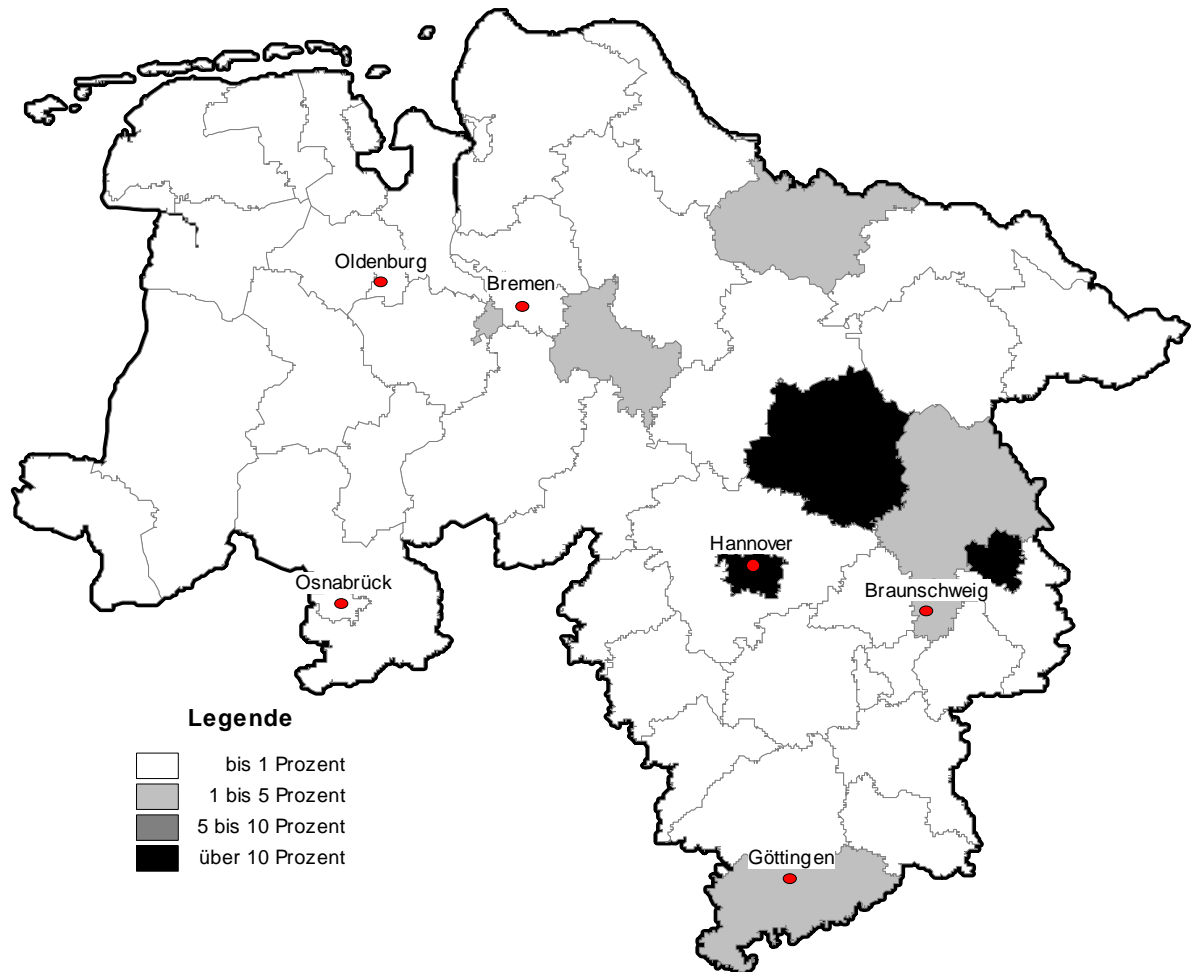 Oldenburg
Bremen
Hannover
Osnabrück
Braunschweig
Legende
bis 1 Prozent
1 bis 5 Prozent
5 bis 10 Prozent
über 10 Prozent
Göttingen